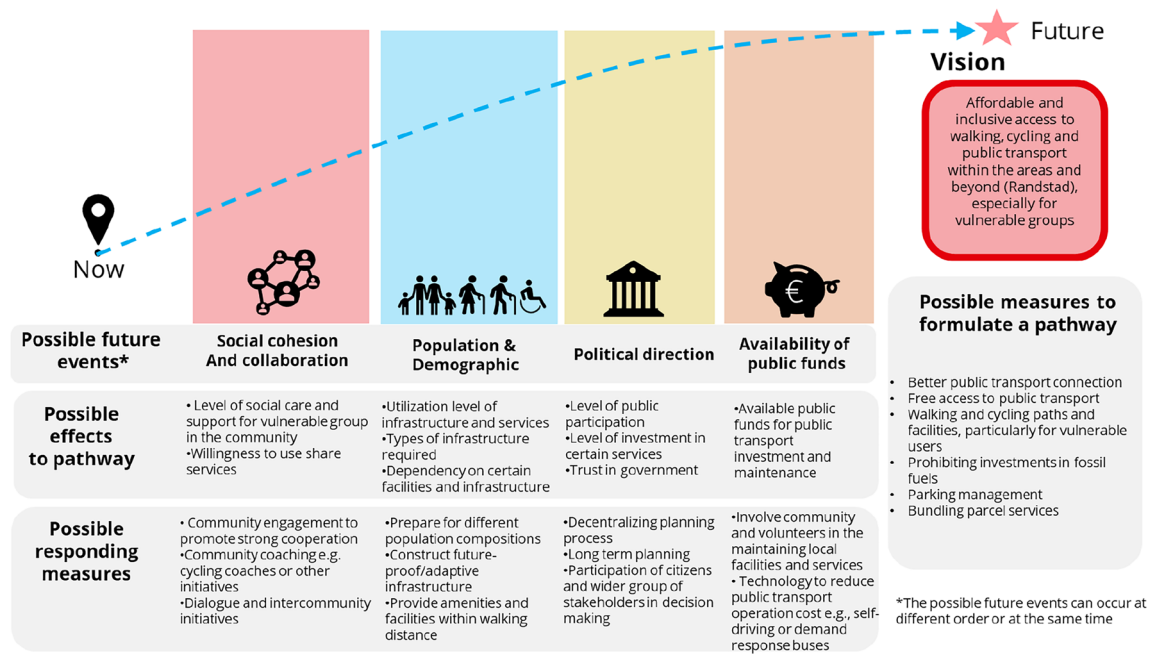 Future
Vision
Affordable and
inclusive access to
walking, cycling and
public transport
within the areas and
beyond (Randstad),
especially for
vulnerable groups
Now
€
Possible future
events*
Social cohesion
And collaboration
Population &
Demographic
Political direction
Availability of
public funds
Possible
effects
to pathway
• Level of social care and
support for vulnerable group
in the community
•Willingness to use share
services
•Utilization level of
infrastructure and services
•Types of infrastructure
required
•Dependency on certain
facilities and infrastructure
•Level of public
participation
•Level of investment in
certain services
•Trust in government
•Available public
funds for public
transport
investment and
maintenance
Possible
responding
measures
• Community engagement to
promote strong cooperation
•Community coaching e.g.
cycling coaches or other
initiatives
•Dialogue and intercommunity
initiatives
•Prepare for different
population compositions
•Construct future-
proof/adaptive
infrastructure
•Provide amenities and
facilities within walking
distance
•Decentralizing planning
process
•Long term planning
•Participation of citizens
and wider group of
stakeholders in decision
making
•Involve community
and volunteers in the
maintaining local
facilities and services
• Technology to reduce
public transport
operation cost e.g., self-
driving or demand
response buses
Possible measures to
formulate a pathway
• Better public transport connection
• Free access to public transport
• Walking and cycling paths and
facilities, particularly for vulnerable
users
• Prohibiting investments in fossil
fuels
• Parking management
• Bundling parcel services
*The possible future events can occur at
different order or at the same time